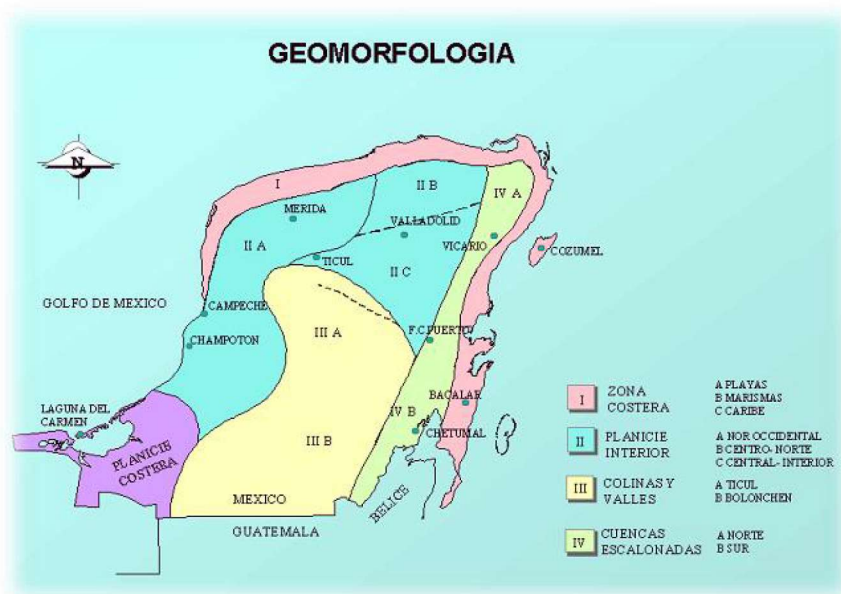 GEOMORFOLOGIA
N
I
II B
IV A
MERIDA
VALLADOLID
II A
VICARIO
COZUMEL
TICUL
II C
GOLFO DE MEXICO
CAMPECHE
III A
F.C.PUERTO
CHAMPOTON
BACALAR
LAGUNA DEL
CARMEN
IV B
CHETUMAL
PLANICIE
COSTERA
III B
MEXICO
BELICE
GUATEMALA
I
ZONA
COSTERA
A PLAYAS
B MARISMAS
C CARIBE
II
PLANICIE
INTERIOR
A NOR OCCIDENTAL
B CENTRO-NORTE
C CENTRAL-INTERIOR
III
COLINAS Y
VALLES
A TICUL
B BOLONCHEN
IV
CUENCAS
ESCALONADAS
A NORTE
B SUR